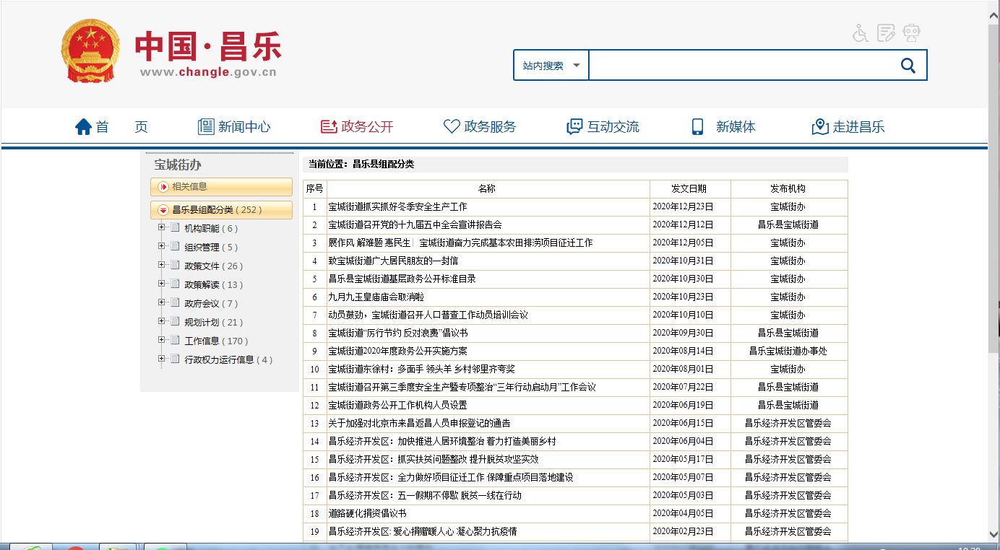 中国·昌乐
www.changle.gov.cn
站内搜索
首 页 新闻中心 政务公开 政务服务 互动交流 新媒体 走进昌乐
宝城街办
相关信息
昌乐县组配分类 ( 252 )
机构职能 ( 6 )
组织管理 ( 5 )
政策文件 ( 26 )
政策解读 ( 13 )
政府会议 ( 7 )
规划计划 ( 21 )
工作信息 ( 170 )
行政权力运行信息 ( 4 )
当前位置：昌乐县组配分类
序号 名称 发文日期 发布机构
1 宝城街道抓实抓好冬季安全生产工作 2020年12月23日 宝城街办
2 宝城街道召开党的十九届五中全会宣讲报告会 2020年12月12日 昌乐县宝城街道
3 展作风 解难题 惠民生| 宝城街道奋力完成基本农田排涝项目征迁工作 2020年12月05日 宝城街办
4 致宝城街道广大居民朋友的一封信 2020年10月31日 宝城街办
5 昌乐县宝城街道基层政务公开标准目录 2020年10月30日 宝城街办
6 九月九玉皇庙庙会取消啦 2020年10月23日 宝城街办
7 动员鼓劲，宝城街道召开人口普查工作动员培训会议 2020年10月10日 宝城街办
8 宝城街道“厉行节约 反对浪费”倡议书 2020年09月30日 昌乐县宝城街道
9 宝城街道2020年度政务公开实施方案 2020年08月14日 昌乐宝城街道办事处
10 宝城街道东徐村：多面手 领头羊 乡村邻里齐夸奖 2020年08月01日 宝城街办
11 宝城街道召开第三季度安全生产暨专项整治“三年行动启动月”工作会议 2020年07月22日 昌乐县宝城街道
12 宝城街道政务公开工作机构人员设置 2020年06月19日 昌乐县宝城街道
13 关于加强对北京市来昌返昌人员申报登记的通告 2020年06月15日 昌乐经济开发区管委会
14 昌乐经济开发区：加快推进人居环境整治 着力打造美丽乡村 2020年06月04日 昌乐经济开发区管委会
15 昌乐经济开发区：抓实扶贫问题整改 提升脱贫攻坚实效 2020年05月17日 昌乐经济开发区管委会
16 昌乐经济开发区：全力做好项目征迁工作 保障重点项目落地建设 2020年05月07日 昌乐经济开发区管委会
17 昌乐经济开发区：五一假期不停歇 脱贫一线在行动 2020年05月03日 昌乐经济开发区管委会
18 道路硬化捐资倡议书 2020年04月05日 昌乐经济开发区管委会
19 昌乐经济开发区: 爱心捐赠暖人心 凝心聚力抗疫情 2020年02月23日 昌乐经济开发区管委会